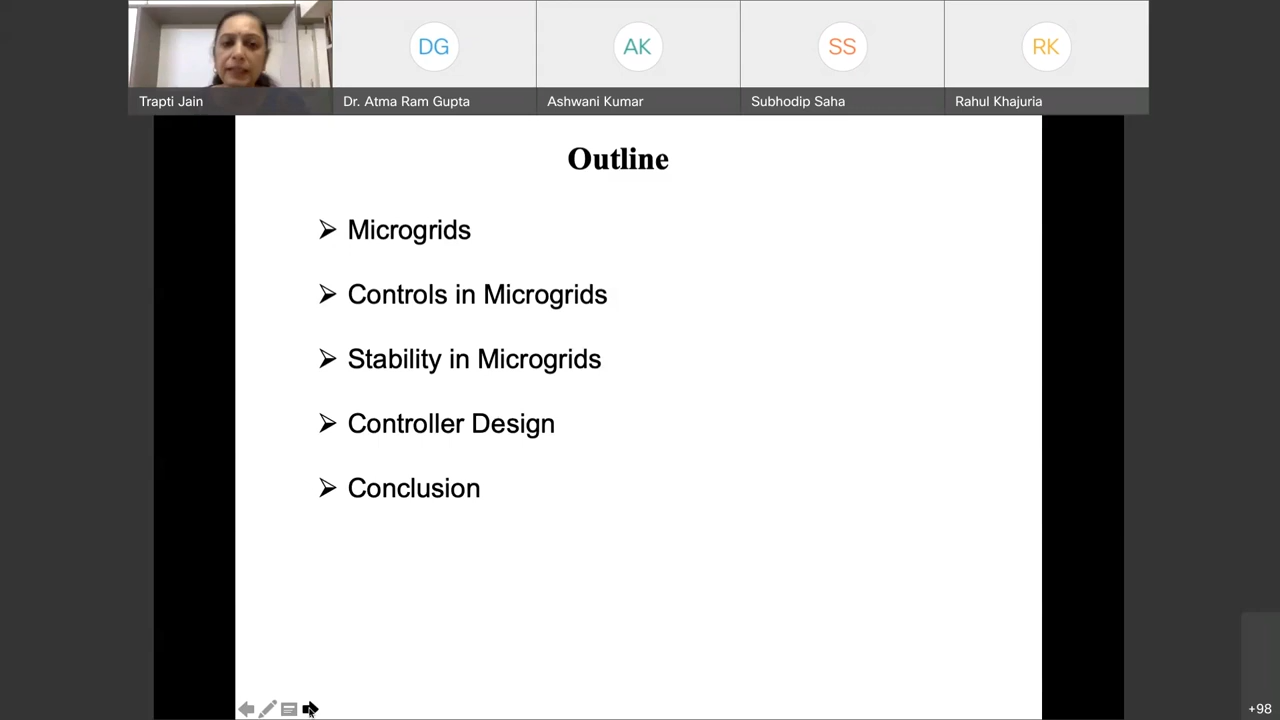 DG
AK
SS
RK
Trapti Jain
Dr. Atma Ram Gupta
Ashwani Kumar
Subhodip Saha
Rahul Khajuria
Outline
➢ Microgrids
➢ Controls in Microgrids
➢ Stability in Microgrids
➢ Controller Design
➢ Conclusion
+98